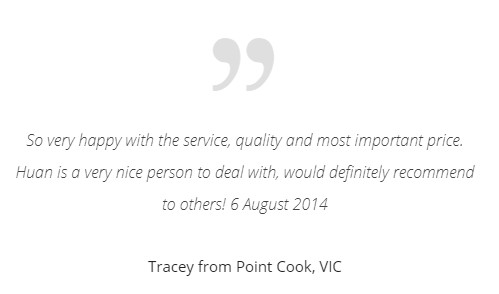 ”
So very happy with the service, quality and most important price.
Huan is a very nice person to deal with, would definitely recommend
to others! 6 August 2014
Tracey from Point Cook, VIC